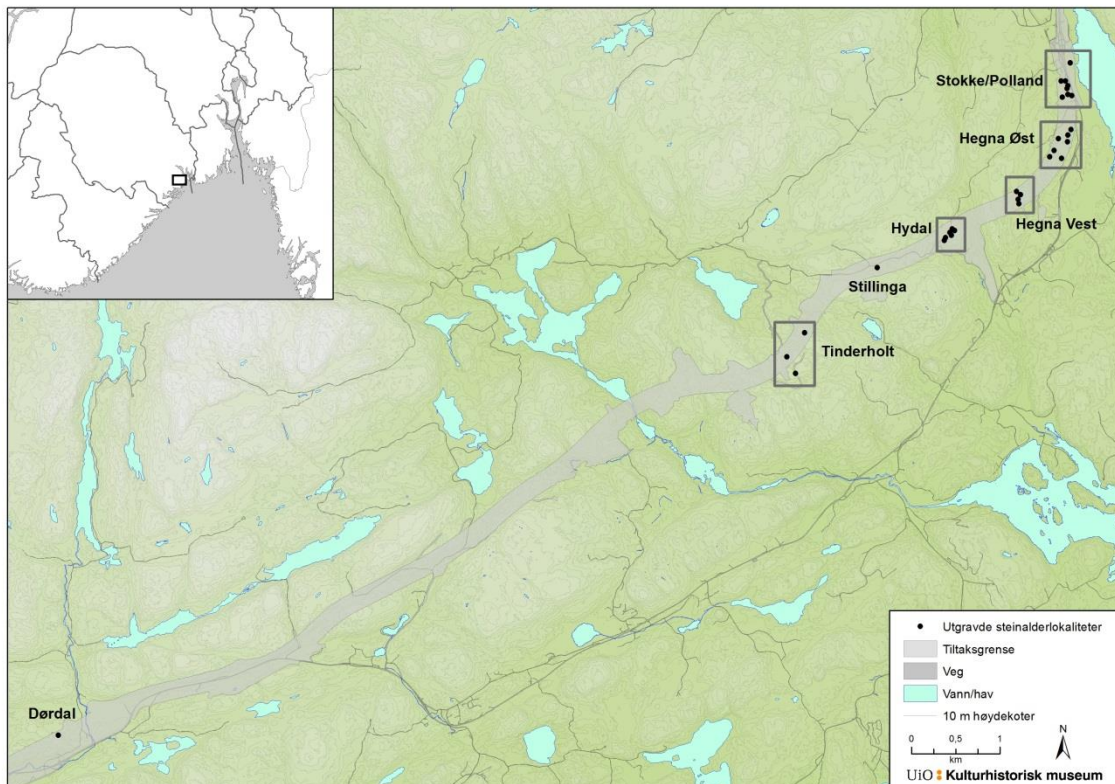 Stokke/Polland
Hegna Øst
Hegna Vest
Hydal
Stillinga
Tinderholt
Dørdal
Utgravde steinalderlokaliteter
Tiltaksgrense
Veg
Vann/hav
10 m høydekoter
0 0,5 1
km
N
UiO Kulturhistorisk museum